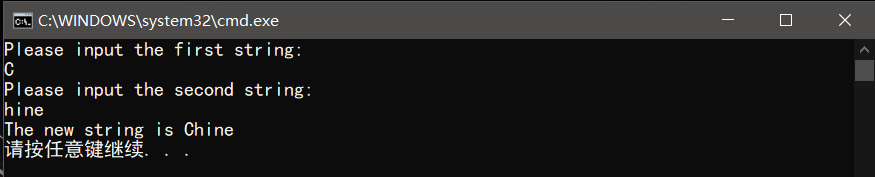 C:\WINDOWS\system32\cmd.exe
Please input the first string:
C
Please input the second string:
hine
The new string is Chine
请按任意键继续. . .